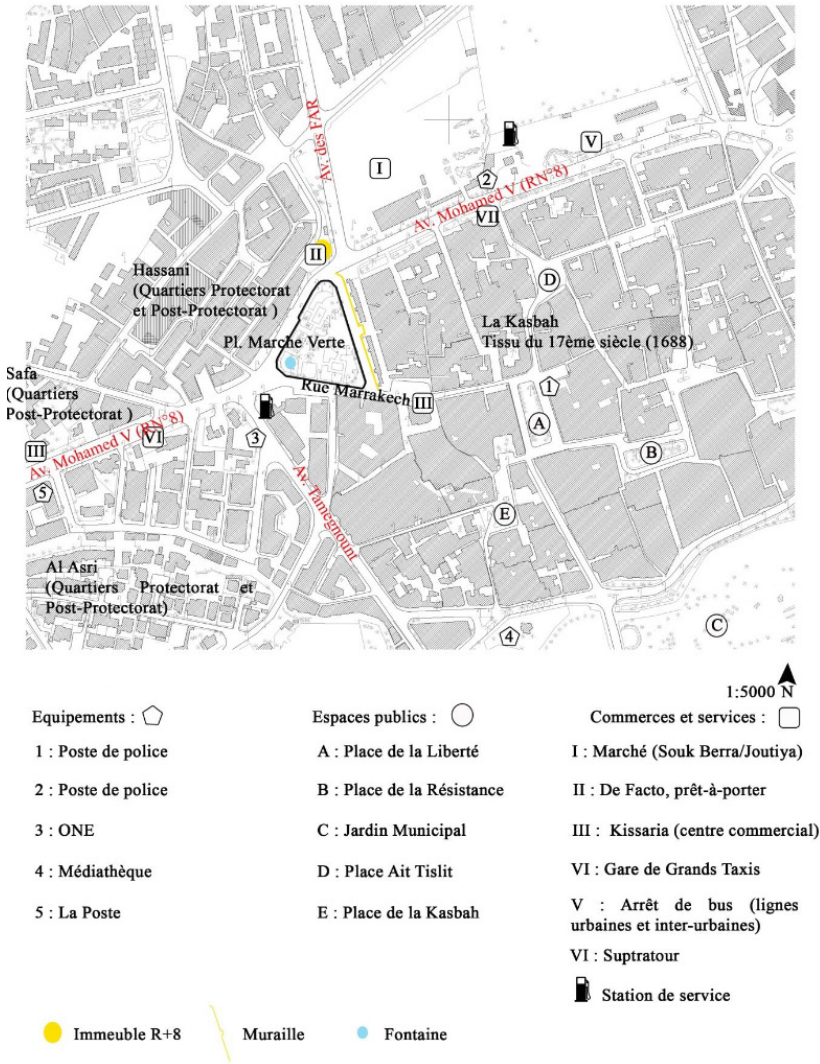 Av. des FAR
I
V
2
Av. Mohamed V (RN°8)
VII
II
Hassani
(Quartiers Protectorat
et Post-Protectorat )
D
La Kasbah
Tissu du 17ème siècle (1688)
Pl. Marche Verte
Safa
(Quartiers
Post-Protectorat )
Rue Marrakech
III
1
A
III
Av. Mohamed V (RN°8)
VI
3
B
5
Av. Tamegnount
E
Al Asri
(Quartiers Protectorat et
Post-Protectorat)
4
C
1:5000 N
Equipements :
1 : Poste de police
2 : Poste de police
3 : ONE
4 : Médiathèque
5 : La Poste
Espaces publics :
A : Place de la Liberté
B : Place de la Résistance
C : Jardin Municipal
D : Place Ait Tislit
E : Place de la Kasbah
Commerces et services :
I : Marché (Souk Berra/Joutiya)
II : De Facto, prêt-à-porter
III : Kissaria (centre commercial)
VI : Gare de Grands Taxis
V : Arrêt de bus (lignes
urbaines et inter-urbaines)
VI : Suptratour
Station de service
Immeuble R+8
Muraille
Fontaine